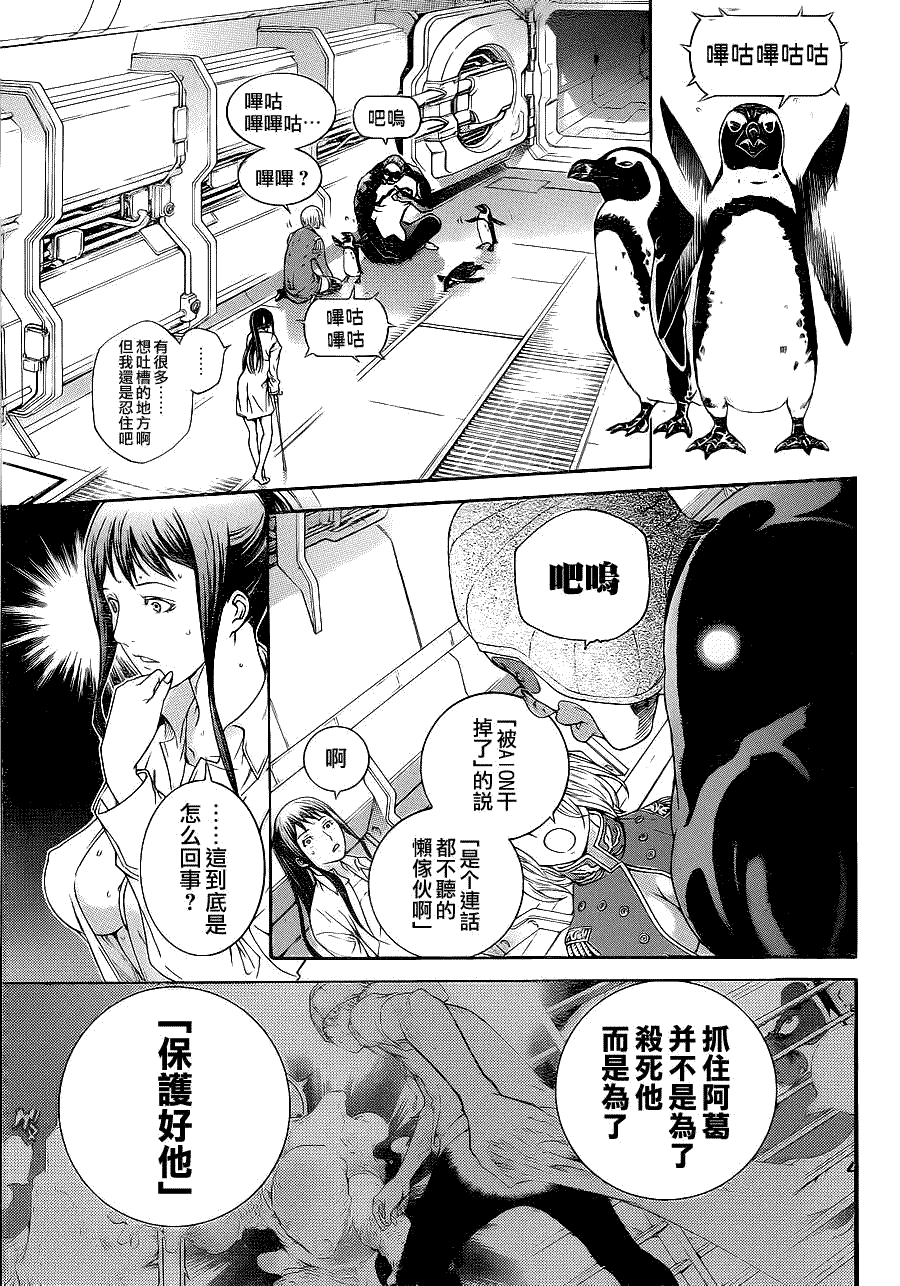 嗶咕嗶咕咕
吧嗚
嗶咕
嗶嗶咕…
嗶嗶？
嗶咕
嗶咕
……
有很多……
想吐槽的地方啊
但我還是忍住吧
吧嗚
「被AION干
掉了」的説
「是个連話
都不聽的
懶傢伙啊」
啊
……這到底是
怎么回事？
抓住阿葛
并不是為了
殺死他
而是為了
「保護好他」